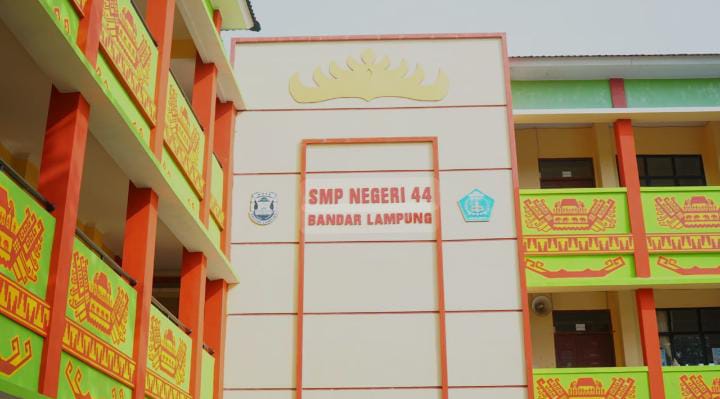 SMP NEGERI 44
BANDAR LAMPUNG